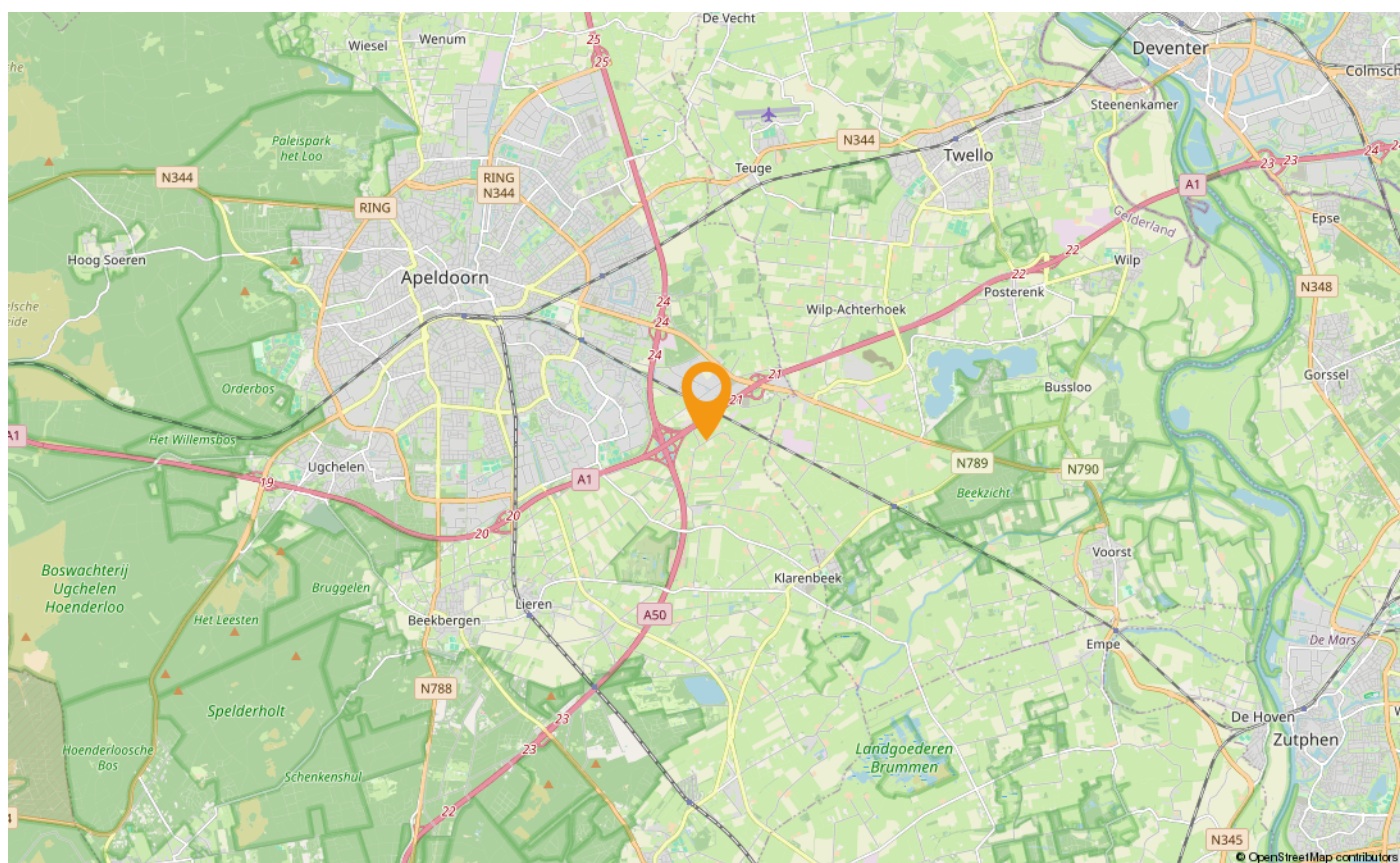 De Vecht
Wiesel
Wenum
25
25
Deventer
Colmsch
Steenenkamer
Paleispark
het Loo
N344
Twello
Teuge
23
23
24
N344
RING
N344
A1
RING
Gelderland
Epse
Hoog Soeren
22
Wilp
Apeldoorn
22
Posterenk
N348
24
Wilp-Achterhoek
24
24
21
Gorssel
Orderbos
Bussloo
21
A1
Het Willemsbos
Ugchelen
N789
N790
19
A1
Beekzicht
20
20
Voorst
Boswachterij
Ugchelen
Hoenderloo
Klarenbeek
Bruggelen
Lieren
A50
Het Leesten
Beekbergen
De Mars
Empe
N788
Spelderholt
23
De Hoven
Zutphen
23
Hoenderloosche
Bos
Landgoederen
Brummen
Schenkenshul
22
N345
© OpenStreetMap contributors